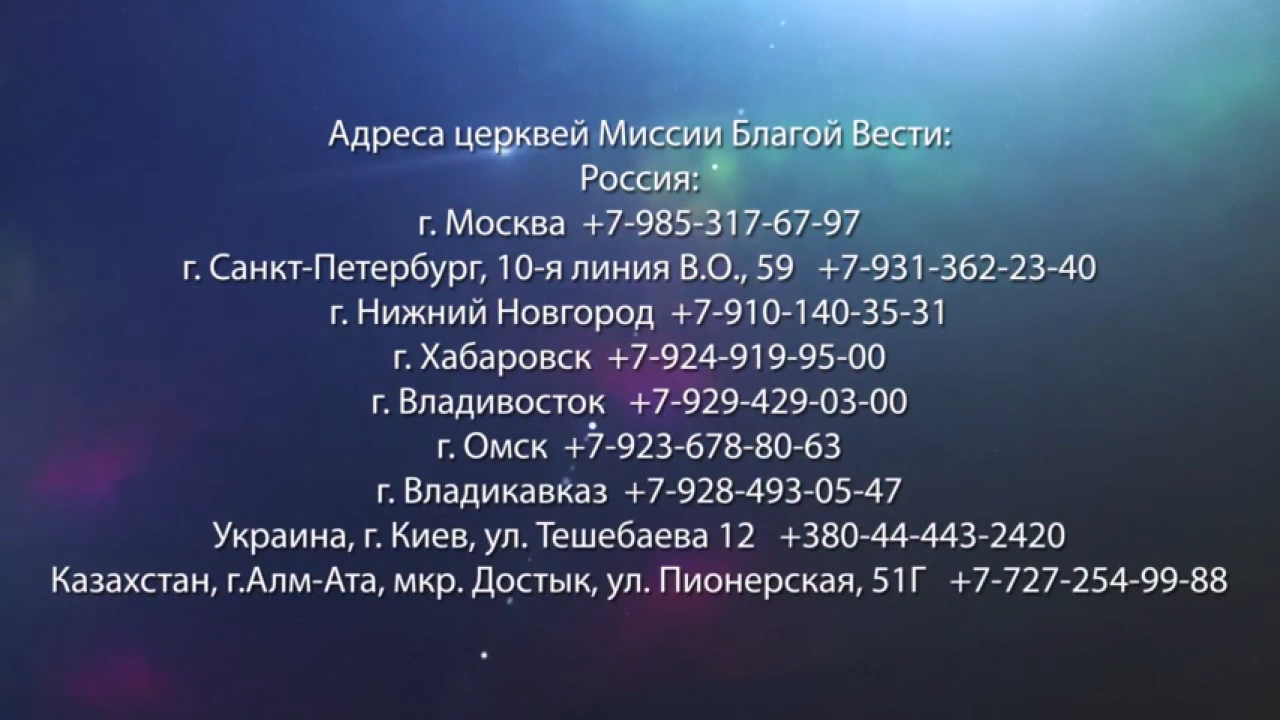 Адреса церквей Миссии Благой Вести:
Россия:
г. Москва +7-985-317-67-97
г. Санкт-Петербург, 10-я линия В.О., 59 +7-931-362-23-40
г. Нижний Новгород +7-910-140-35-31
г. Хабаровск +7-924-919-95-00
г. Владивосток +7-929-429-03-00
г. Омск +7-923-678-80-63
г. Владикавказ +7-928-493-05-47
Украина, г. Киев, ул. Тешебаева 12 +380-44-443-2420
Казахстан, г.Алм-Ата, мкр. Достык, ул. Пионерская, 51Г +7-727-254-99-88